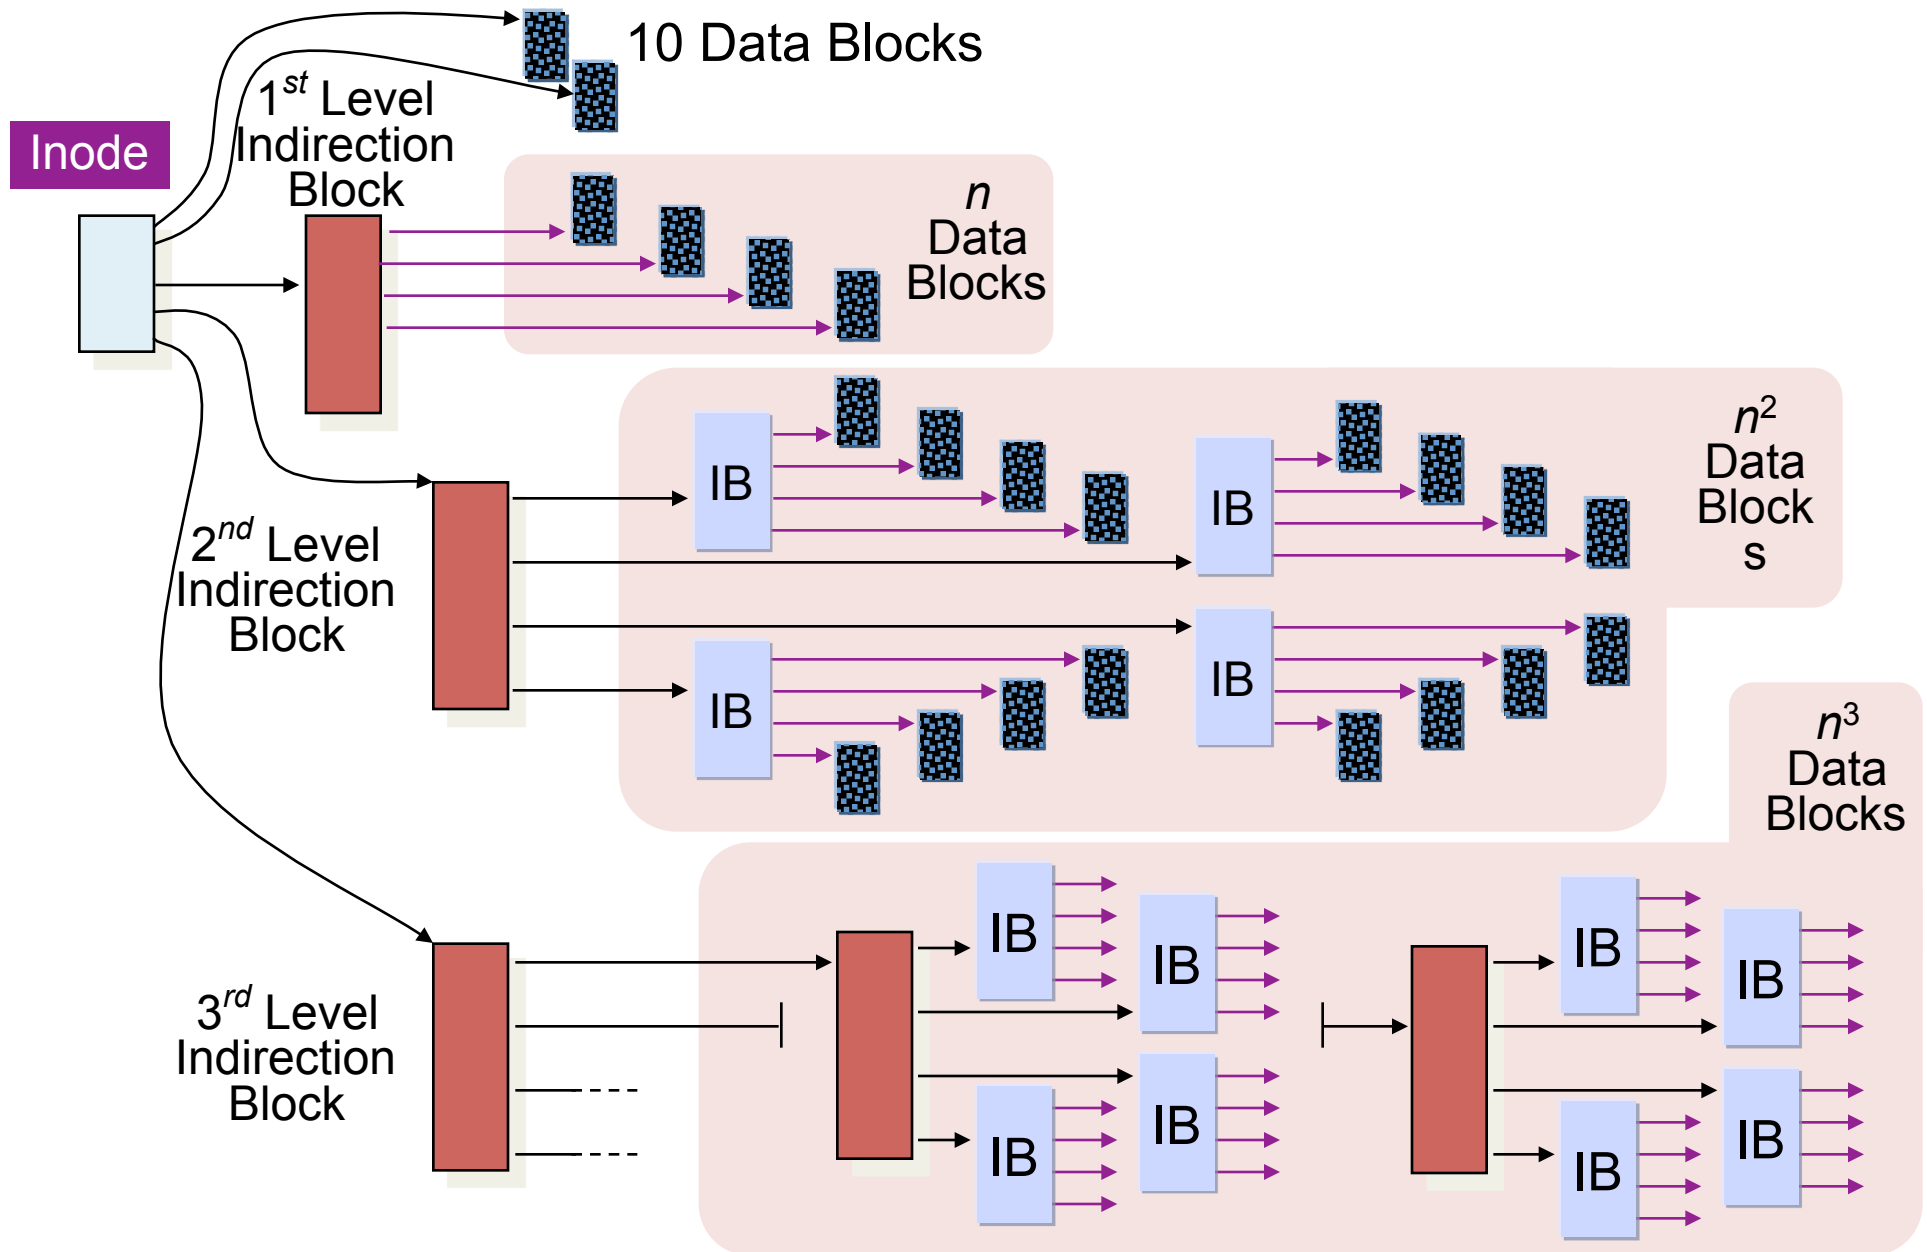 10 Data Blocks
1st Level
Indirection
Block
Inode
n
Data
Blocks
n2
Data
Block
s
IB
IB
2nd Level
Indirection
Block
IB
IB
n3
Data
Blocks
IB
IB
IB
IB
3rd Level
Indirection
Block
IB
IB
IB
IB